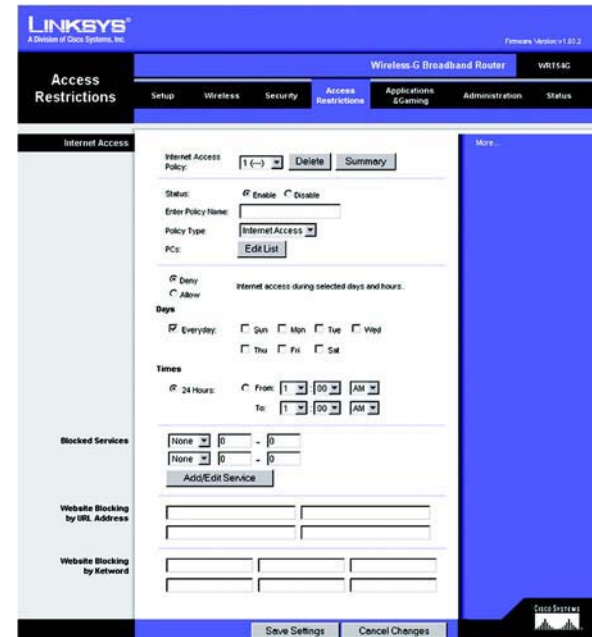 LINKSYS®
A Division of Cisco Systems, Inc.
Firmware Version: v1.03.2
Wireless-G Broadband Router WRT54G
Access Restrictions
Setup Wireless Security Access Restrictions Applications & Gaming Administration Status
Internet Access
More...
Internet Access Policy: 1 (---) Delete Summary
Status: Enable Disable
Enter Policy Name:
Policy Type: Internet Access
PCs: Edit List
Deny
Allow
Internet access during selected days and hours.
Days
Everyday: Sun Mon Tue Wed
Thu Fri Sat
Times
24 Hours: From: 1 : 00 AM
To: 1 : 00 AM
Blocked Services None 0 - 0
None 0 - 0
Add/Edit Service
Website Blocking by URL Address
Website Blocking by Ketword
CISCO SYSTEMS
Save Settings Cancel Changes